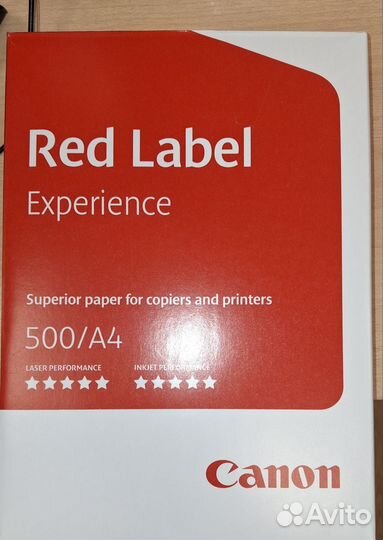 Red Label
Experience
Superior paper for copiers and printers
500/A4
LASER PERFORMANCE
INKJET PERFORMANCE
Canon
Avito